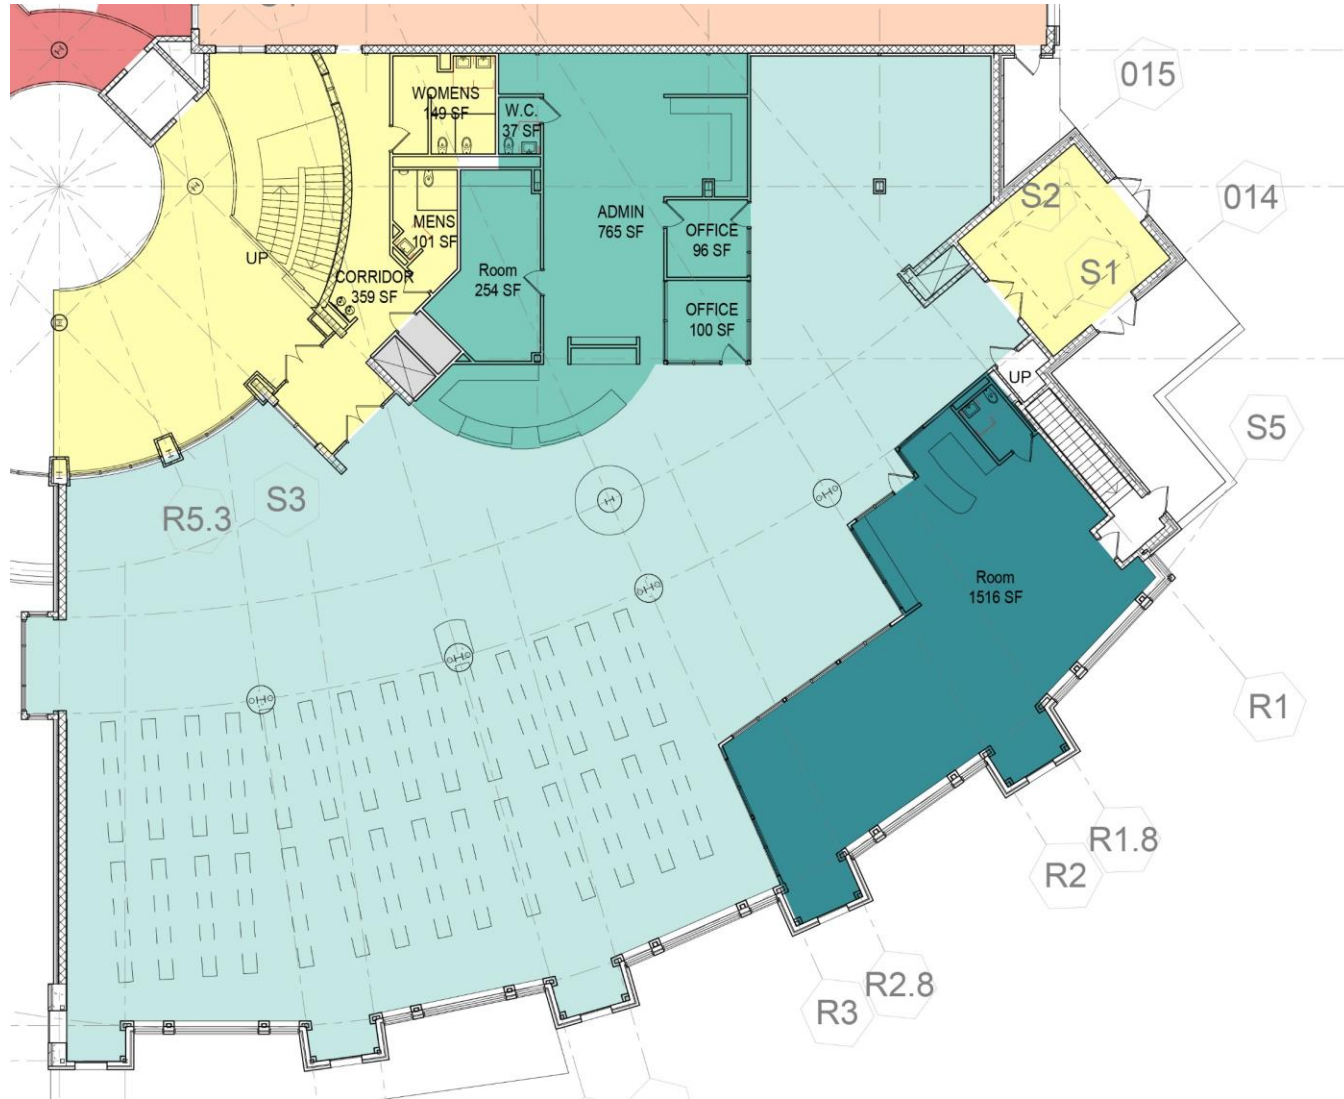 015
WOMENS
149 SF
W.C.
37 SF
S2
014
MENS
101 SF
ADMIN
765 SF
OFFICE
96 SF
UP
CORRIDOR
359 SF
Room
254 SF
S1
OFFICE
100 SF
UP
S5
R5.3
S3
Room
1516 SF
R1
R1.8
R2
R2.8
R3